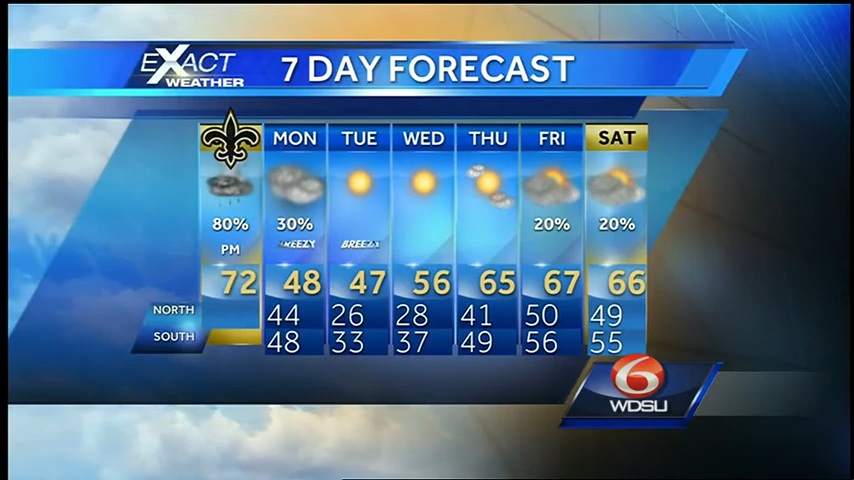 EXACT
WEATHER
7 DAY FORECAST
MON TUE WED THU FRI SAT
80% 30% 20% 20%
PM BREEZY BREEZY
72 48 47 56 65 67 66
NORTH 44 26 28 41 50 49
SOUTH 48 33 37 49 56 55
6
WDSU